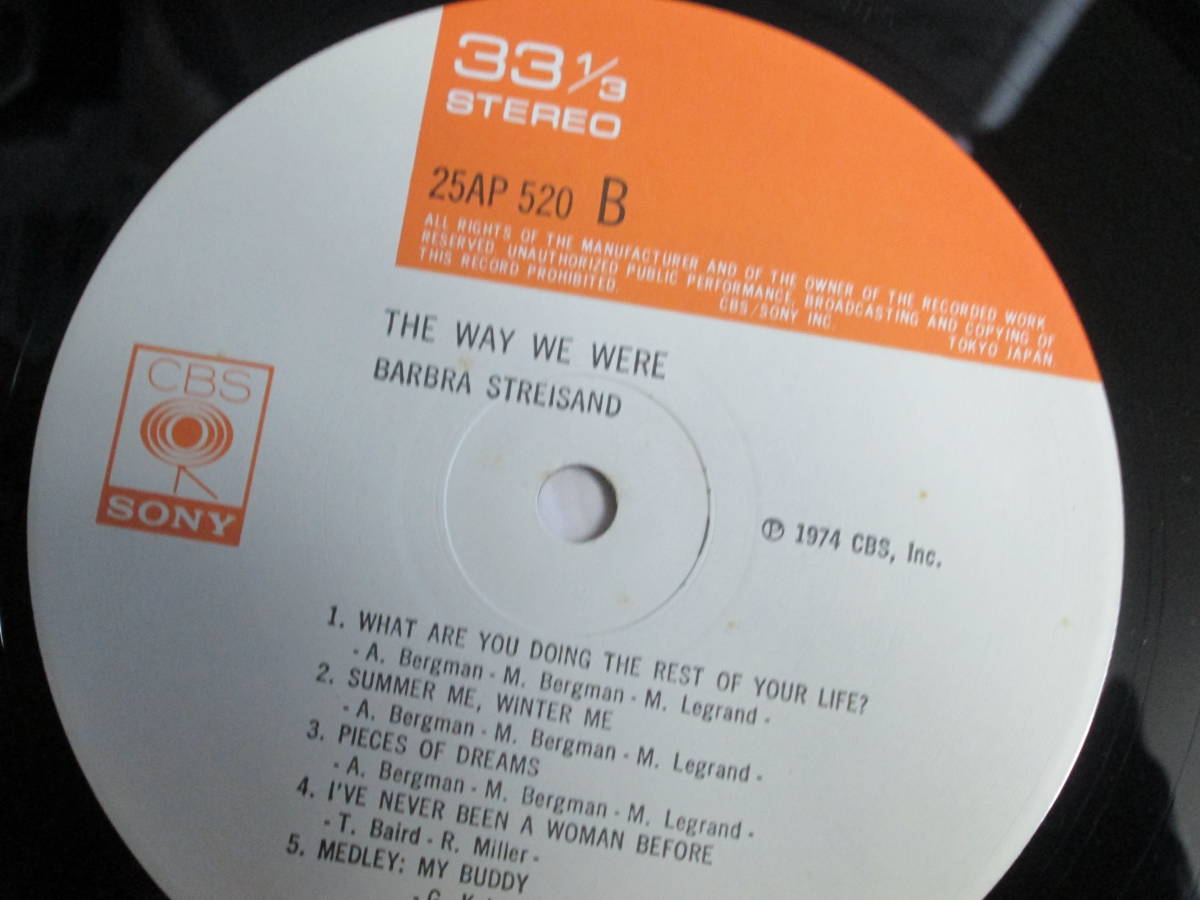 33 1/3
STEREO
25AP 520 B
ALL RIGHTS OF THE MANUFACTURER AND OF THE OWNER OF THE RECORDED WORK
RESERVED. UNAUTHORIZED PUBLIC PERFORMANCE, BROADCASTING AND COPYING OF
THIS RECORD PROHIBITED. CBS/SONY INC. TOKYO JAPAN.
THE WAY WE WERE
BARBRA STREISAND
CBS
SONY
Ⓟ 1974 CBS, Inc.
1. WHAT ARE YOU DOING THE REST OF YOUR LIFE?
- A. Bergman - M. Bergman - M. Legrand -
2. SUMMER ME, WINTER ME
- A. Bergman - M. Bergman - M. Legrand -
3. PIECES OF DREAMS
- A. Bergman - M. Bergman - M. Legrand -
4. I'VE NEVER BEEN A WOMAN BEFORE
- T. Baird - R. Miller -
5. MEDLEY: MY BUDDY